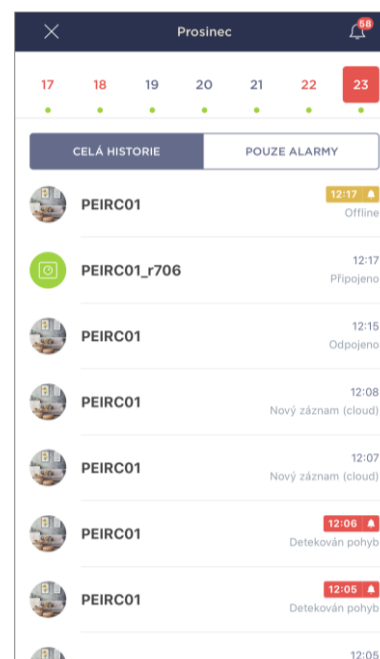 Prosinec
58
17 18 19 20 21 22 23
CELÁ HISTORIE POUZE ALARMY
PEIRC01 12:17
Offline
PEIRC01_r706 12:17
Připojeno
PEIRC01 12:15
Odpojeno
PEIRC01 12:08
Nový záznam (cloud)
PEIRC01 12:07
Nový záznam (cloud)
PEIRC01 12:06
Detekován pohyb
PEIRC01 12:05
Detekován pohyb
12:05